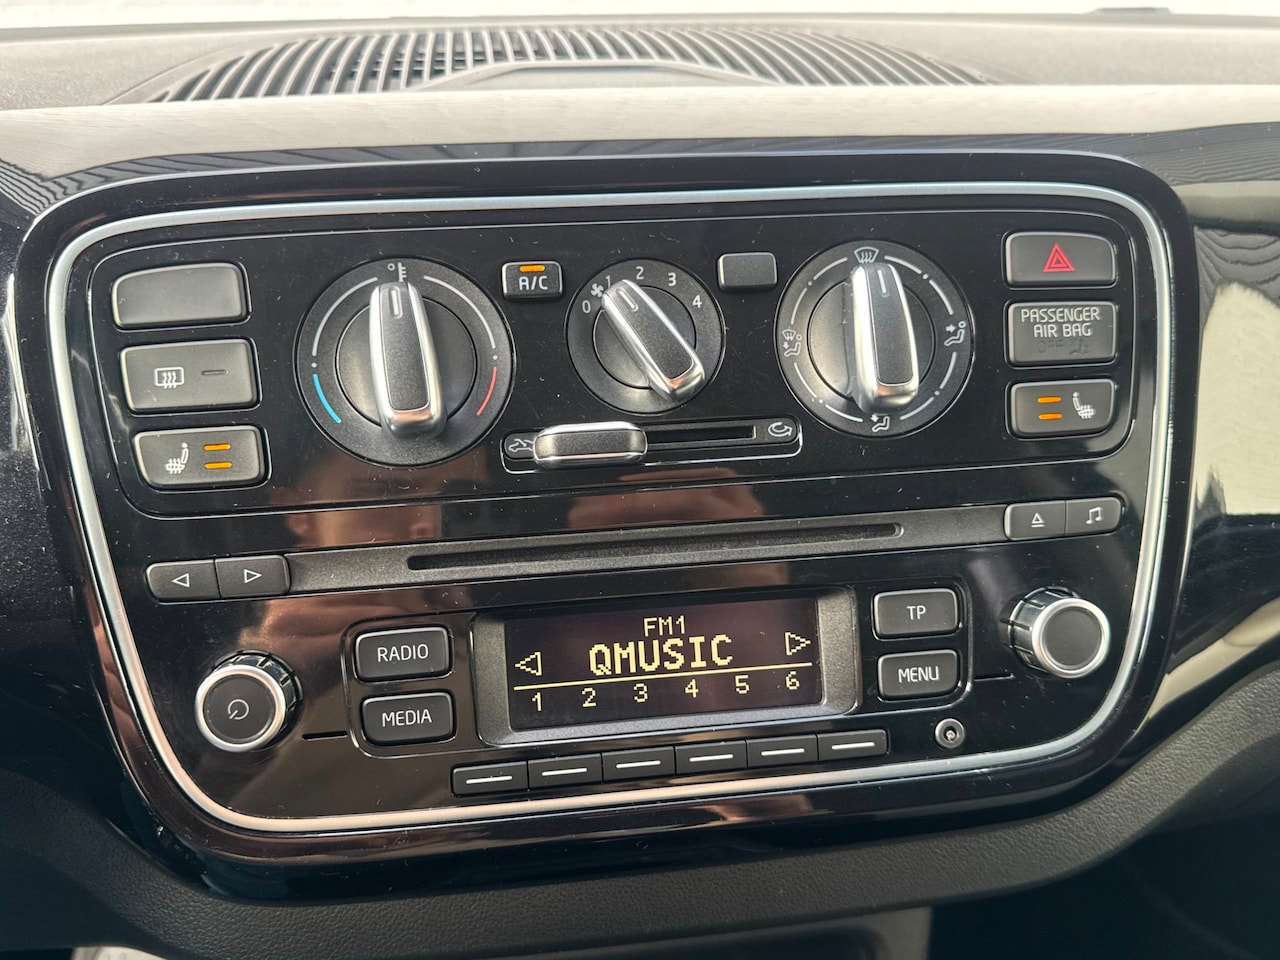 A/C
0 1 2 3 4
PASSENGER
AIR BAG
OFF
RADIO
MEDIA
FM1
QMUSIC
1 2 3 4 5 6
TP
MENU